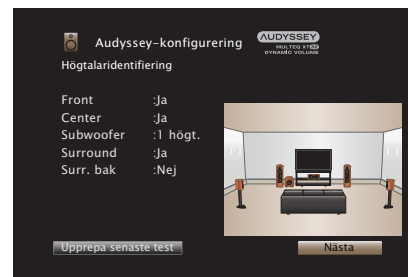 Audyssey-konfigurering
AUDYSSEY
MULTEQ XT32
DYNAMIC VOLUME
Högtalaridentifiering
Front :Ja
Center :Ja
Subwoofer :1 högt.
Surround :Ja
Surr. bak :Nej
Upprepa senaste test
Nästa